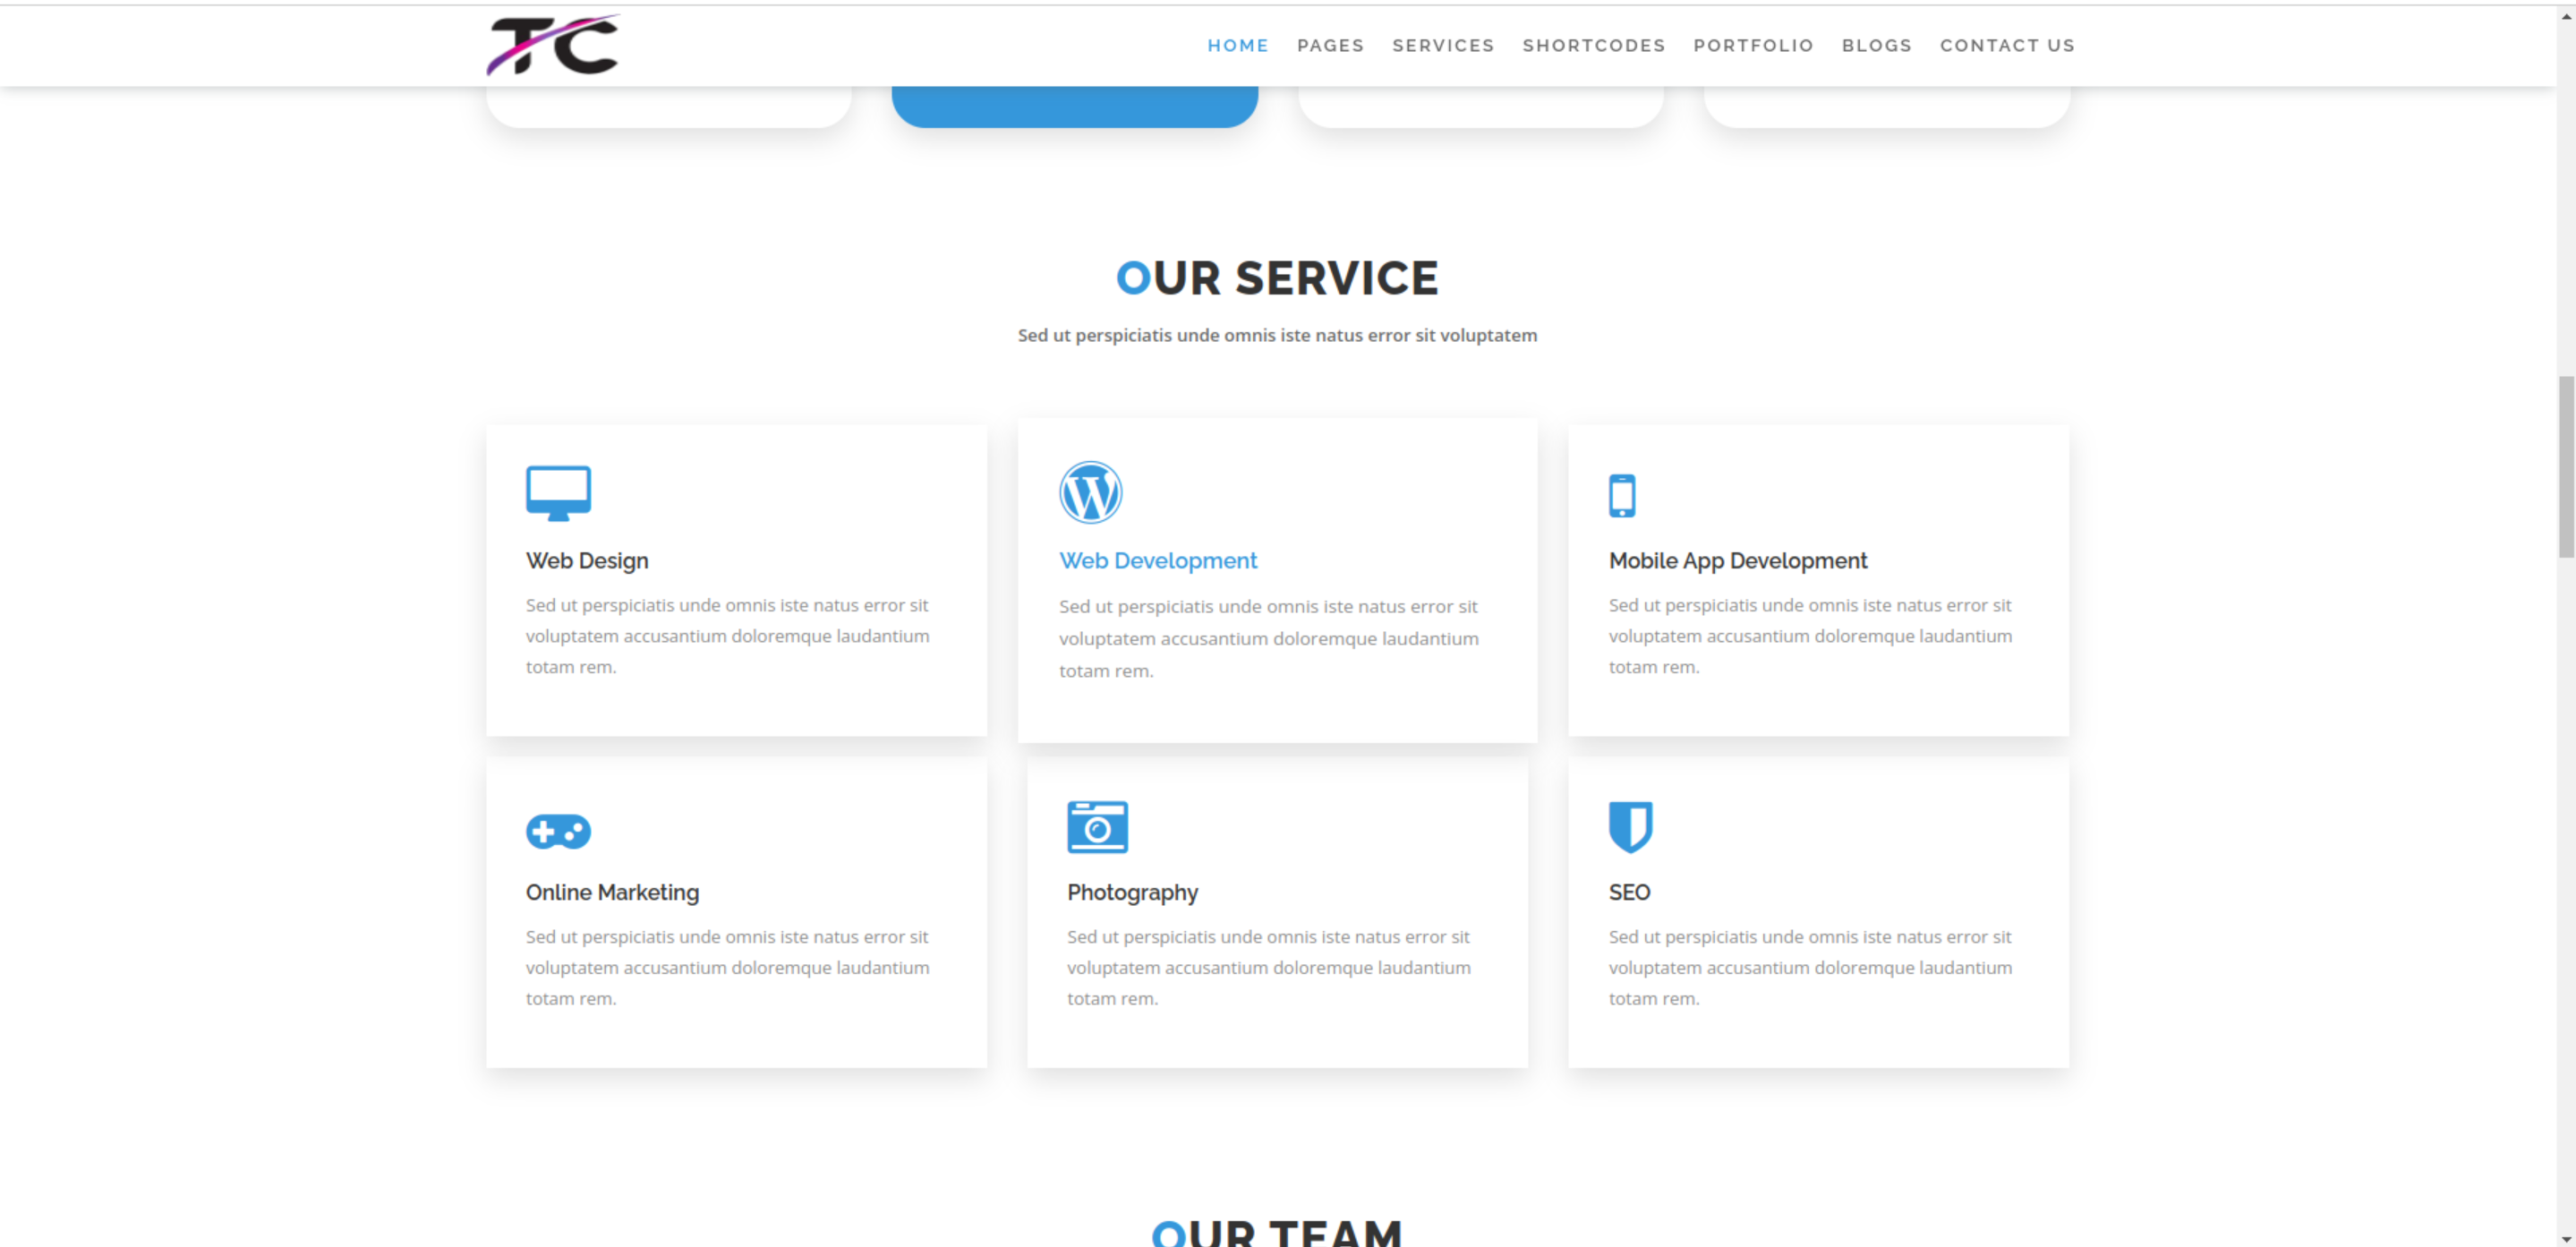 TC
HOME PAGES SERVICES SHORTCODES PORTFOLIO BLOGS CONTACT US
OUR SERVICE
Sed ut perspiciatis unde omnis iste natus error sit voluptatem
Web Design
Sed ut perspiciatis unde omnis iste natus error sit
voluptatem accusantium doloremque laudantium
totam rem.
Web Development
Sed ut perspiciatis unde omnis iste natus error sit
voluptatem accusantium doloremque laudantium
totam rem.
Mobile App Development
Sed ut perspiciatis unde omnis iste natus error sit
voluptatem accusantium doloremque laudantium
totam rem.
Online Marketing
Sed ut perspiciatis unde omnis iste natus error sit
voluptatem accusantium doloremque laudantium
totam rem.
Photography
Sed ut perspiciatis unde omnis iste natus error sit
voluptatem accusantium doloremque laudantium
totam rem.
SEO
Sed ut perspiciatis unde omnis iste natus error sit
voluptatem accusantium doloremque laudantium
totam rem.
OUR TEAM